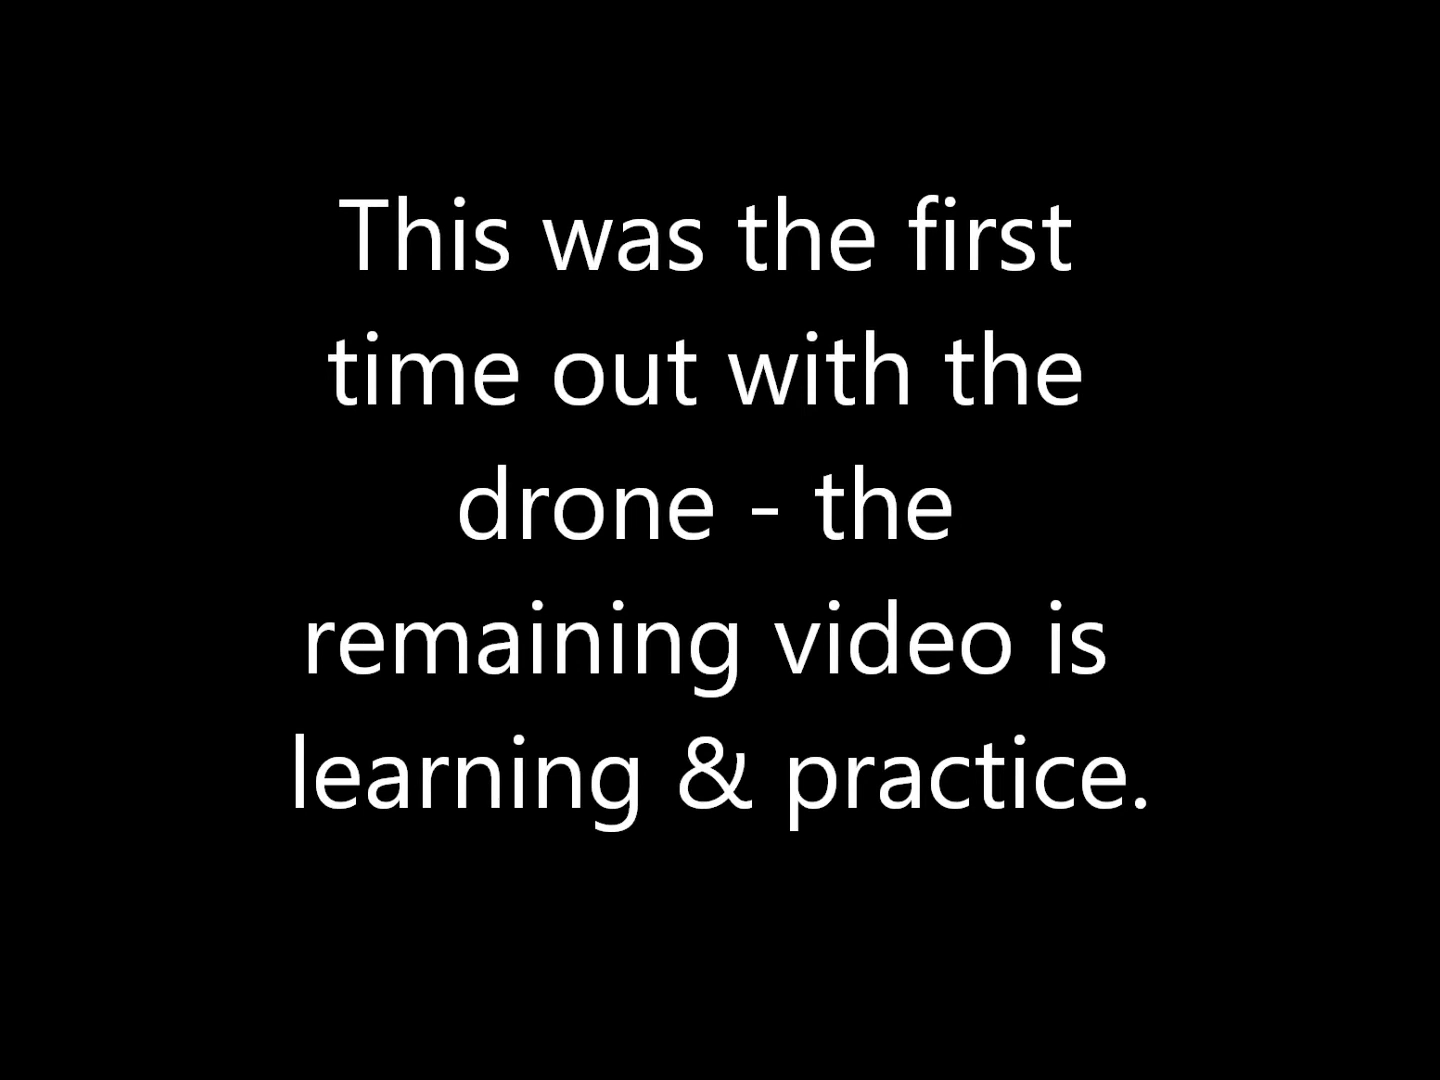 This was the first
time out with the
drone - the
remaining video is
learning & practice.